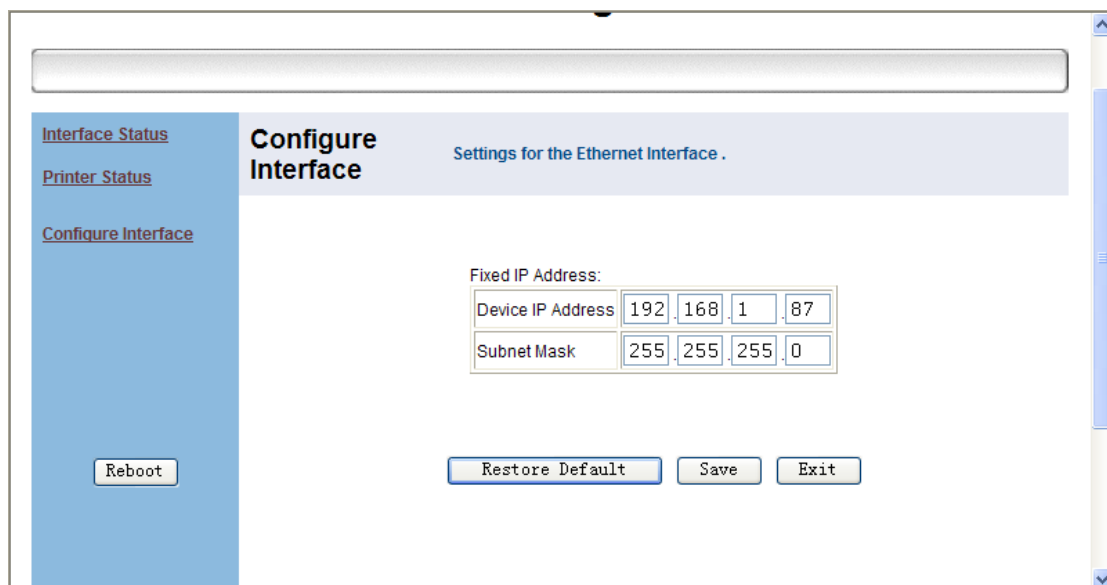 Interface Status
Printer Status
Configure Interface
Reboot
Configure
Interface
Settings for the Ethernet Interface .
Fixed IP Address:
Device IP Address 192 . 168 . 1 . 87
Subnet Mask 255 . 255 . 255 . 0
Restore Default Save Exit